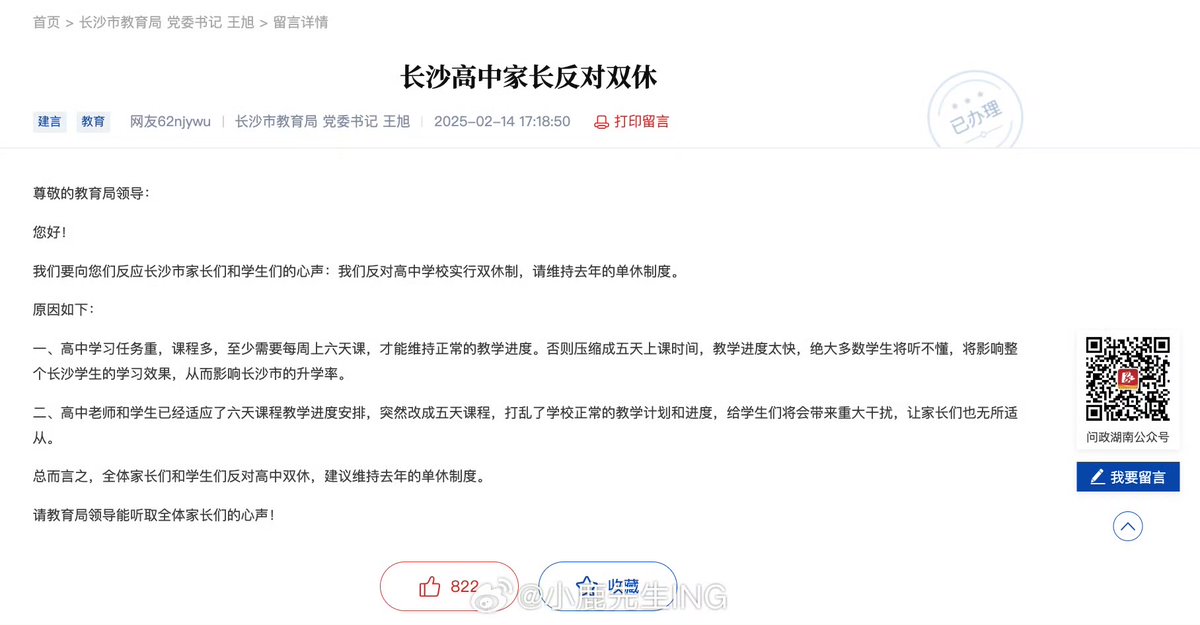 首页 > 长沙市教育局 党委书记 王旭 > 留言详情
长沙高中家长反对双休
已办理
建言 教育 网友62njywu | 长沙市教育局 党委书记 王旭 | 2025-02-14 17:18:50 打印留言
尊敬的教育局领导：
您好！
我们要向您们反应长沙市家长们和学生们的心声：我们反对高中学校实行双休制，请维持去年的单休制度。
原因如下：
一、高中学习任务重，课程多，至少需要每周上六天课，才能维持正常的教学进度。否则压缩成五天上课时间，教学进度太快，绝大多数学生将听不懂，将影响整
个长沙学生的学习效果，从而影响长沙市的升学率。
二、高中老师和学生已经适应了六天课程教学进度安排，突然改成五天课程，打乱了学校正常的教学计划和进度，给学生们将会带来重大干扰，让家长们也无所适
从。
总而言之，全体家长们和学生们反对高中双休，建议维持去年的单休制度。
请教育局领导能听取全体家长们的心声！
问政湖南公众号
我要留言
822 收藏
@小鹿先生ING